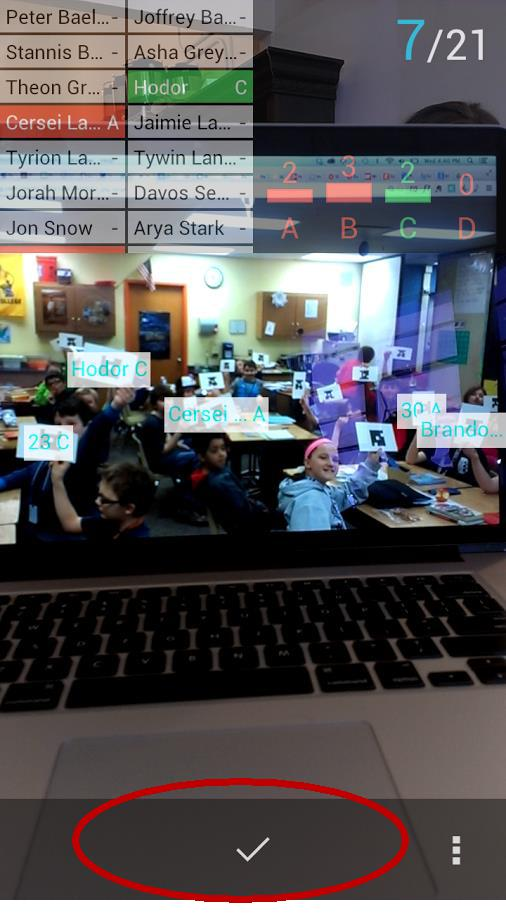 Peter Bael... -
Joffrey Ba... -
7/21
Stannis B... -
Asha Grey... -
Theon Gr... -
Hodor C
Cersei La... A
Jaimie La... -
Tyrion La... -
Tywin Lan... -
Jorah Mor... -
Davos Se... -
Jon Snow -
Arya Stark -
2 3 2 0
A B C D
Hodor C
Cersei ... A
30 A
Brando...
23 C